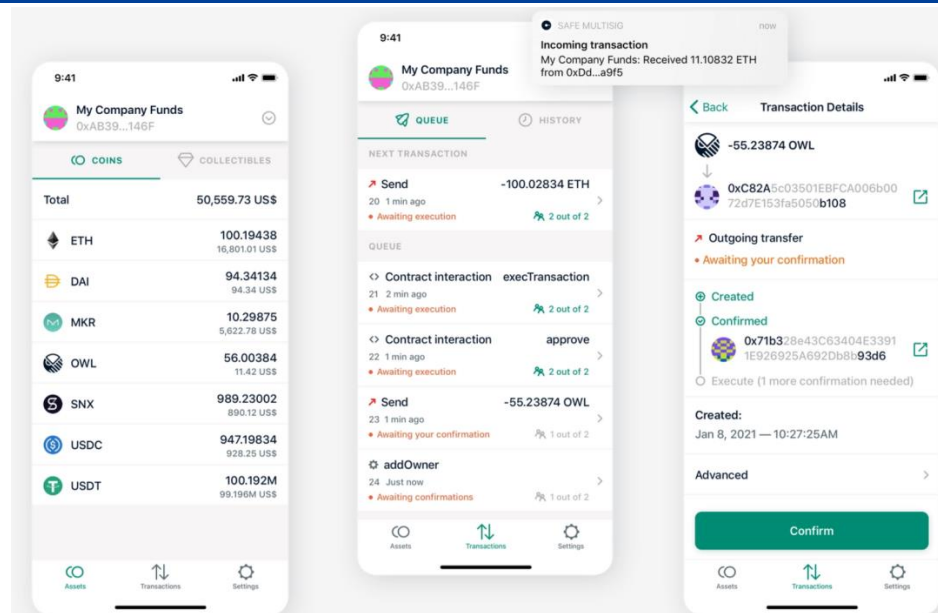 9:41
My Company Funds
0xAB39...146F
COINS
COLLECTIBLES
Total 50,559.73 US$
ETH 100.19438
16,801.01 US$
DAI 94.34134
94.34 US$
MKR 10.29875
5,622.78 US$
OWL 56.00384
11.42 US$
SNX 989.23002
890.12 US$
USDC 947.19834
928.25 US$
USDT 100.192M
99.196M US$
Assets Transactions Settings
9:41
My Company Funds
0xAB39...146F
QUEUE
HISTORY
NEXT TRANSACTION
Send -100.02834 ETH
20 1 min ago
Awaiting execution 2 out of 2
QUEUE
Contract interaction execTransaction
21 2 min ago
Awaiting execution 2 out of 2
Contract interaction approve
22 1 min ago
Awaiting execution 2 out of 2
Send -55.23874 OWL
23 1 min ago
Awaiting your confirmation 1 out of 2
addOwner
24 Just now
Awaiting confirmations 1 out of 2
Assets Transactions Settings
SAFE MULTISIG now
Incoming transaction
My Company Funds: Received 11.10832 ETH
from 0xDd...a9f5
Back Transaction Details
-55.23874 OWL
0xC82A5c03501EBFCA006b00
72d7E153fa5050b108
Outgoing transfer
Awaiting your confirmation
Created
Confirmed
0x71b328e43C63404E3391
1E926925A692Db8b93d6
Execute (1 more confirmation needed)
Created:
Jan 8, 2021 — 10:27:25AM
Advanced
Confirm
Assets Transactions Settings